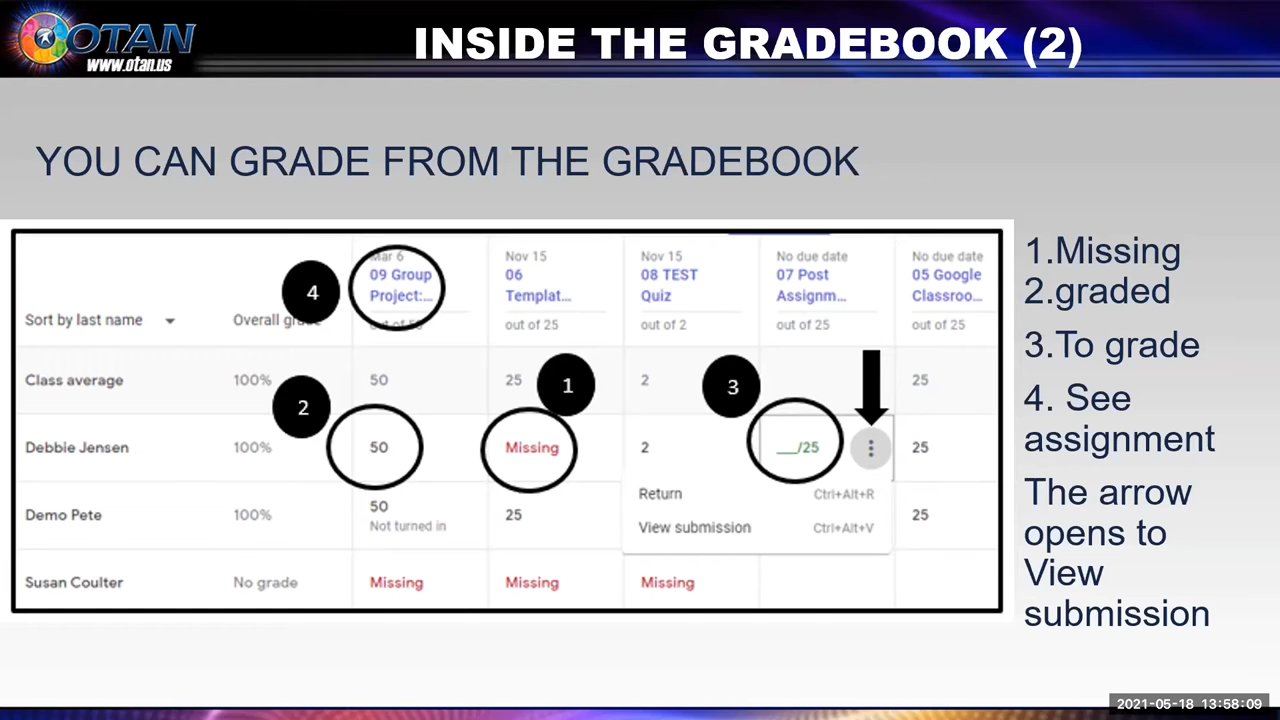 OTAN
www.otan.us
INSIDE THE GRADEBOOK (2)
YOU CAN GRADE FROM THE GRADEBOOK
Sort by last name
Overall grade
Mar 6
09 Group
Project:...
out of 50
Nov 15
06
Templat...
out of 25
Nov 15
08 TEST
Quiz
out of 2
No due date
07 Post
Assignm...
out of 25
No due date
05 Google
Classroo...
out of 25
4
Class average 100% 50 25 2 25
2
1
3
Debbie Jensen 100% 50 Missing 2 __/25 25
Return Ctrl+Alt+R
View submission Ctrl+Alt+V
Demo Pete 100% 50 25 25
Not turned in
Susan Coulter No grade Missing Missing Missing
1.Missing
2.graded
3.To grade
4. See
assignment
The arrow
opens to
View
submission
2021-05-18 13:58:09